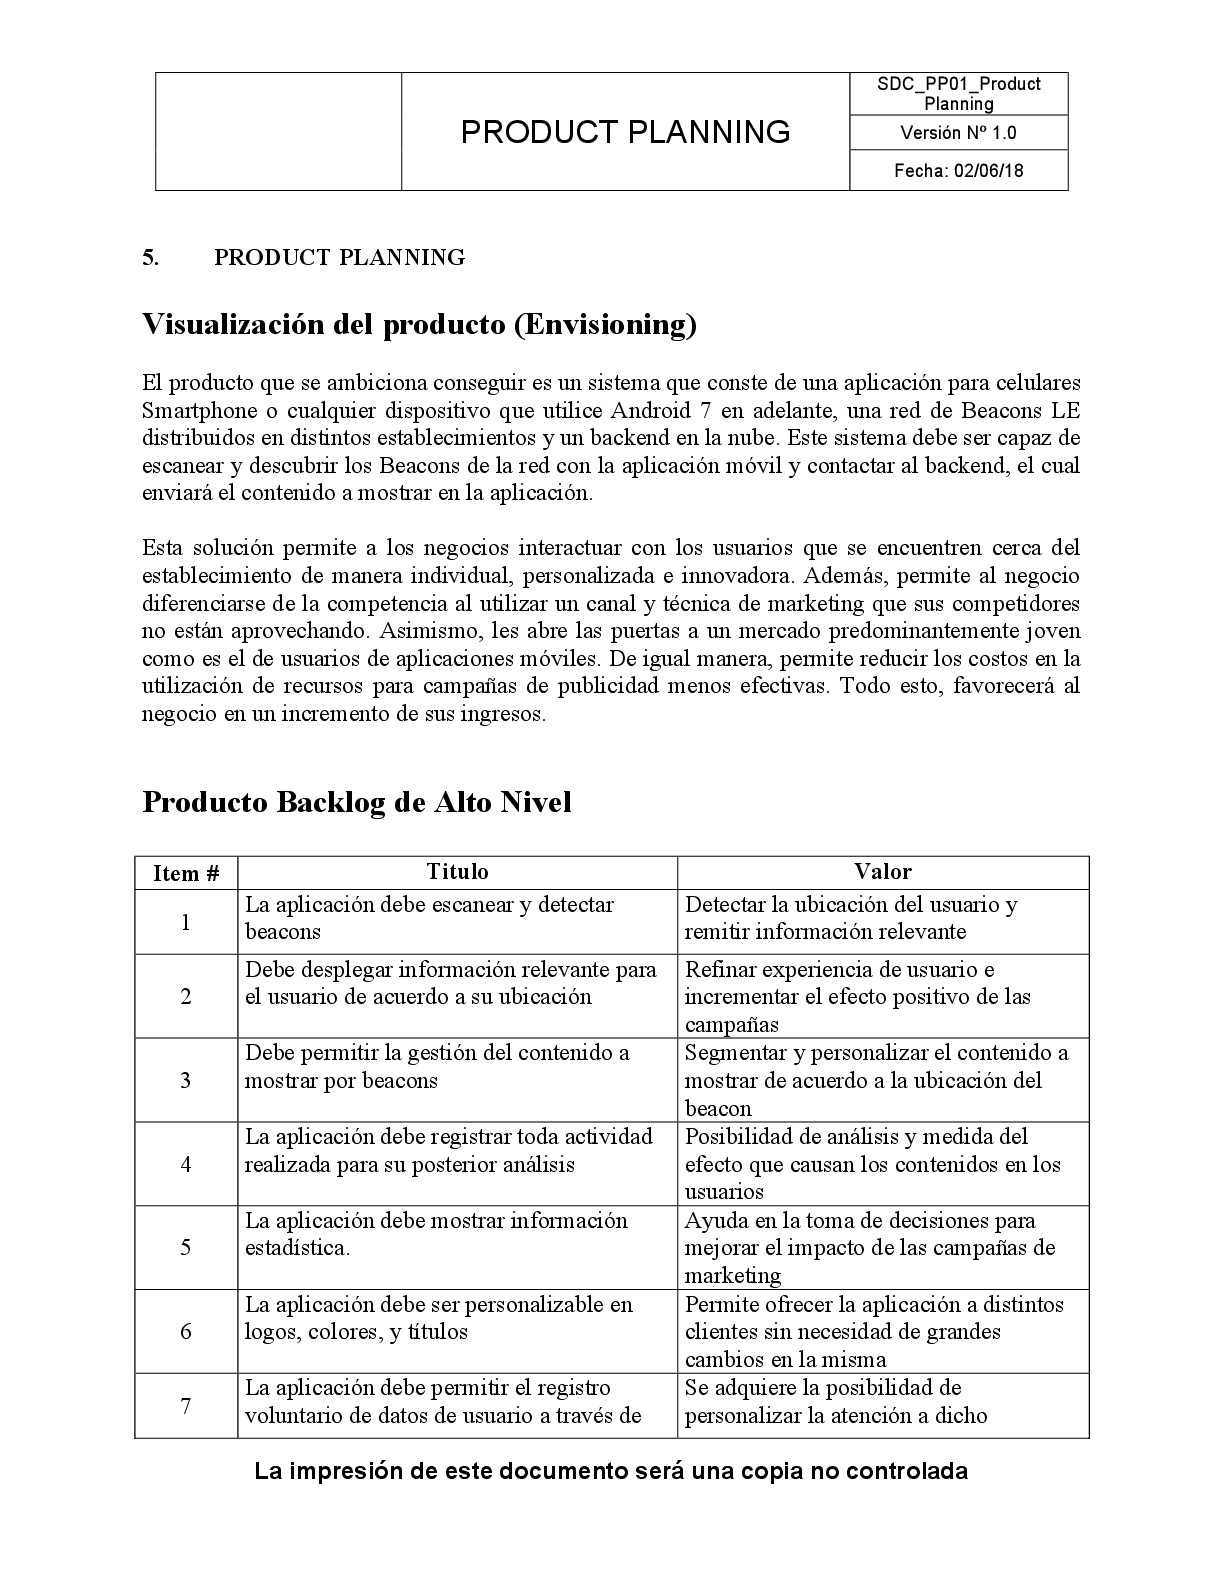 PRODUCT PLANNING
SDC_PP01_Product
Planning
Versión Nº 1.0
Fecha: 02/06/18
5. PRODUCT PLANNING
Visualización del producto (Envisioning)
El producto que se ambiciona conseguir es un sistema que conste de una aplicación para celulares
Smartphone o cualquier dispositivo que utilice Android 7 en adelante, una red de Beacons LE
distribuidos en distintos establecimientos y un backend en la nube. Este sistema debe ser capaz de
escanear y descubrir los Beacons de la red con la aplicación móvil y contactar al backend, el cual
enviará el contenido a mostrar en la aplicación.
Esta solución permite a los negocios interactuar con los usuarios que se encuentren cerca del
establecimiento de manera individual, personalizada e innovadora. Además, permite al negocio
diferenciarse de la competencia al utilizar un canal y técnica de marketing que sus competidores
no están aprovechando. Asimismo, les abre las puertas a un mercado predominantemente joven
como es el de usuarios de aplicaciones móviles. De igual manera, permite reducir los costos en la
utilización de recursos para campañas de publicidad menos efectivas. Todo esto, favorecerá al
negocio en un incremento de sus ingresos.
Producto Backlog de Alto Nivel
Item # Titulo Valor
1
La aplicación debe escanear y detectar
beacons
Detectar la ubicación del usuario y
remitir información relevante
2
Debe desplegar información relevante para
el usuario de acuerdo a su ubicación
Refinar experiencia de usuario e
incrementar el efecto positivo de las
campañas
3
Debe permitir la gestión del contenido a
mostrar por beacons
Segmentar y personalizar el contenido a
mostrar de acuerdo a la ubicación del
beacon
4
La aplicación debe registrar toda actividad
realizada para su posterior análisis
Posibilidad de análisis y medida del
efecto que causan los contenidos en los
usuarios
5
La aplicación debe mostrar información
estadística.
Ayuda en la toma de decisiones para
mejorar el impacto de las campañas de
marketing
6
La aplicación debe ser personalizable en
logos, colores, y títulos
Permite ofrecer la aplicación a distintos
clientes sin necesidad de grandes
cambios en la misma
7
La aplicación debe permitir el registro
voluntario de datos de usuario a través de
Se adquiere la posibilidad de
personalizar la atención a dicho
La impresión de este documento será una copia no controlada